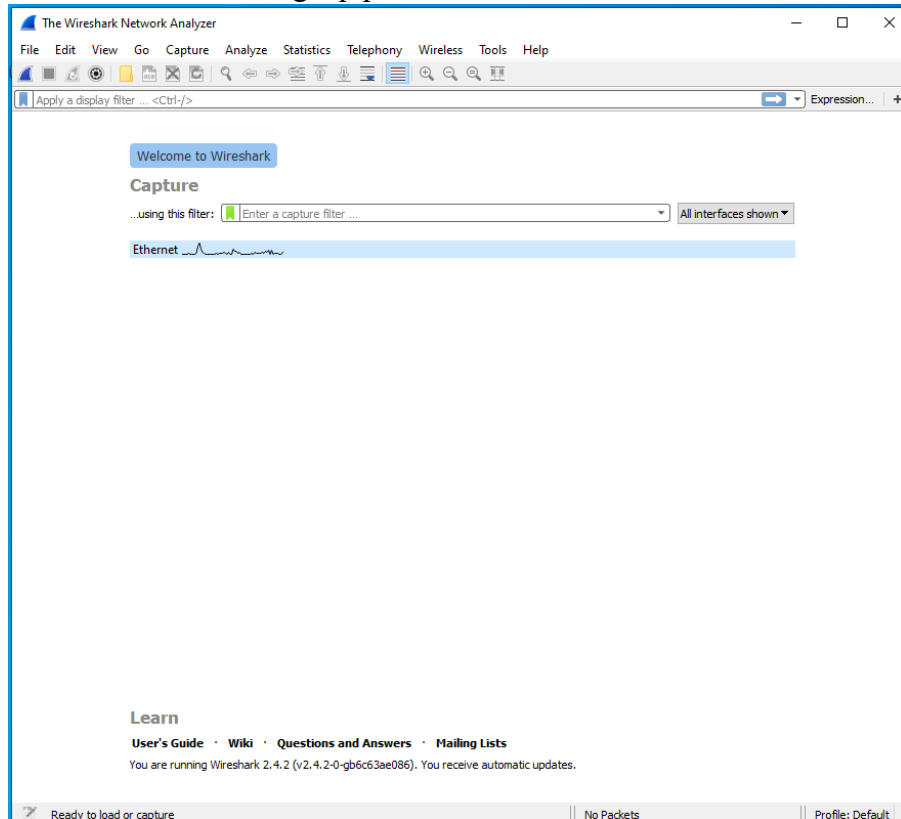 The Wireshark Network Analyzer
File Edit View Go Capture Analyze Statistics Telephony Wireless Tools Help
Apply a display filter ... <Ctrl-/> Expression... +
Welcome to Wireshark
Capture
...using this filter: Enter a capture filter ... All interfaces shown
Ethernet
Learn
User's Guide · Wiki · Questions and Answers · Mailing Lists
You are running Wireshark 2.4.2 (v2.4.2-0-gb6c63ae086). You receive automatic updates.
Ready to load or capture No Packets Profile: Default